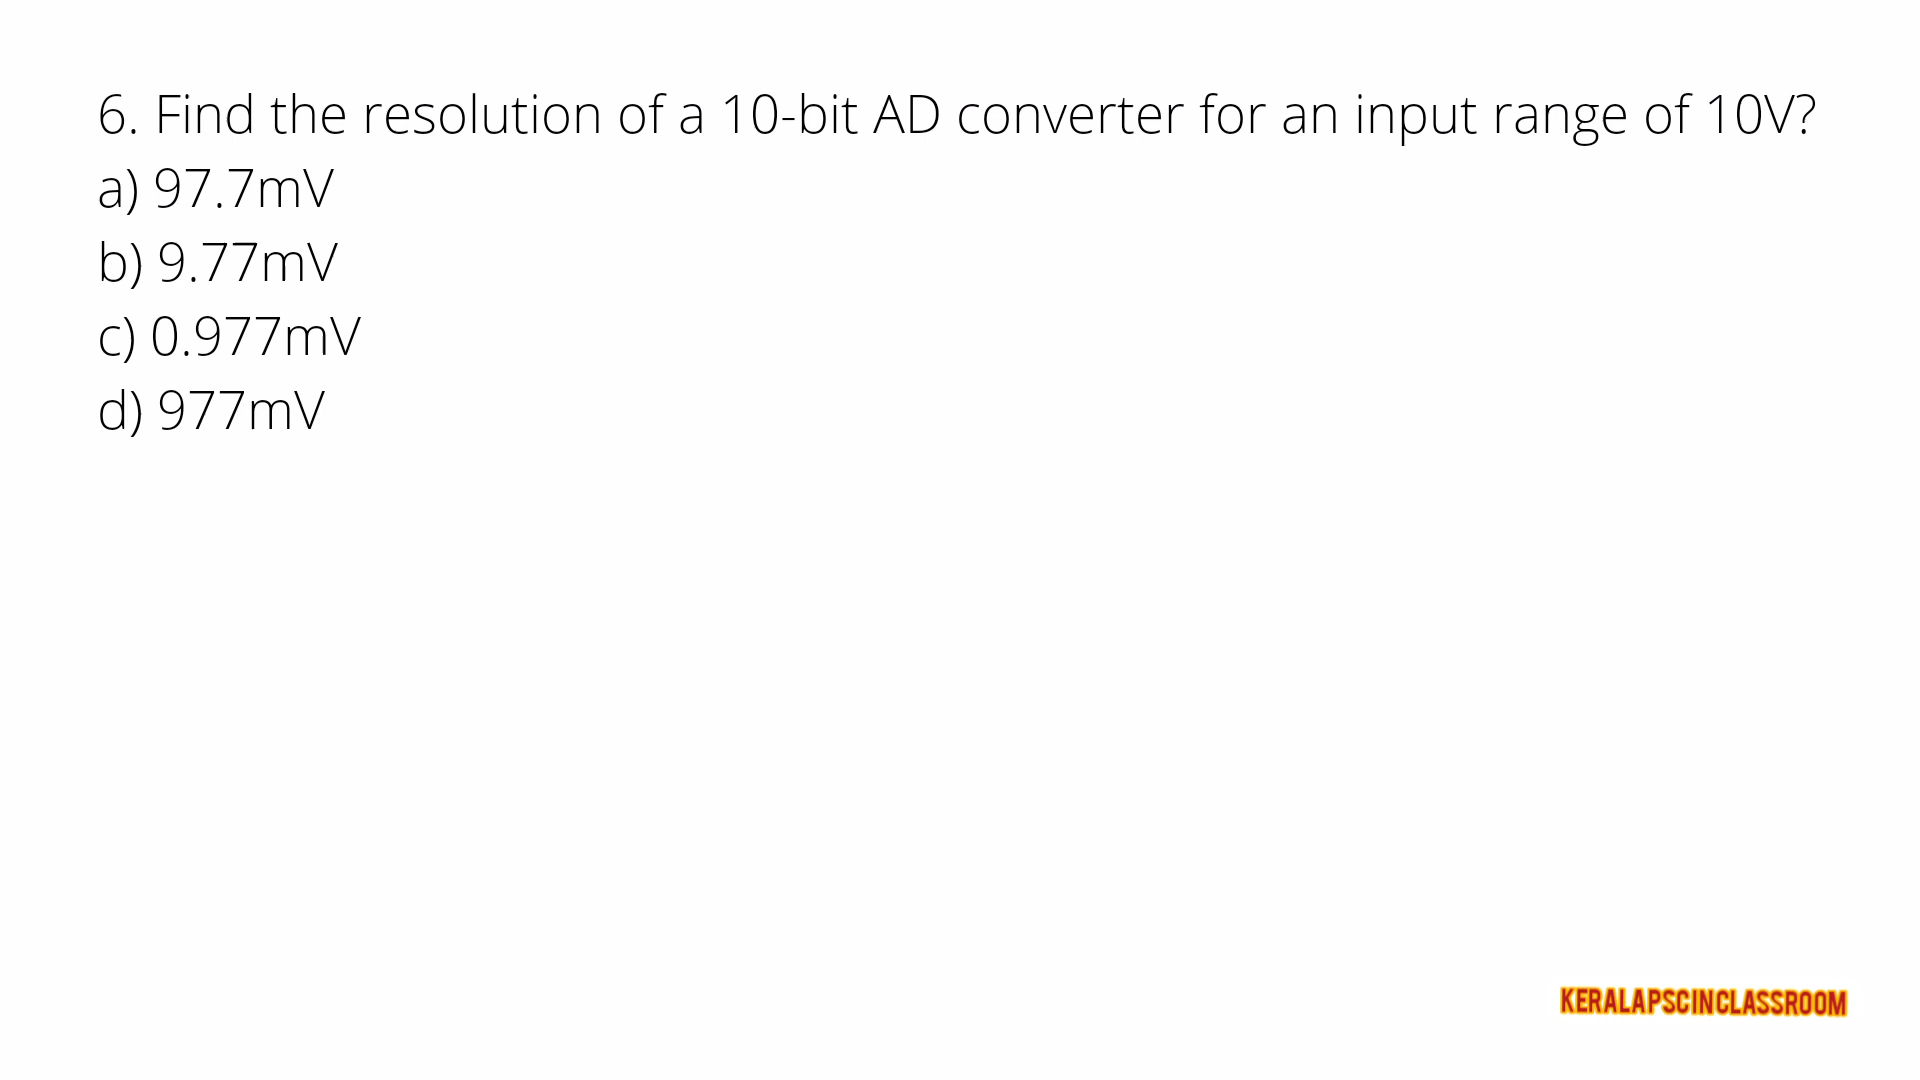 6. Find the resolution of a 10-bit AD converter for an input range of 10V?
a) 97.7mV
b) 9.77mV
c) 0.977mV
d) 977mV
KERALAPSCINCLASSROOM